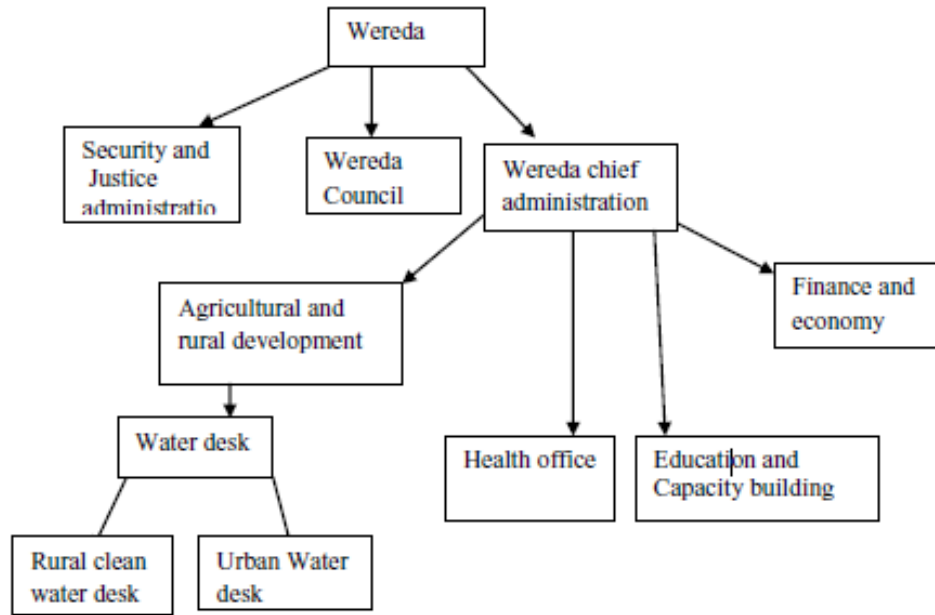 Wereda
Security and
Justice
administratio
Wereda
Council
Wereda chief
administration
Finance and
economy
Agricultural and
rural development
Water desk
Health office
Education and
Capacity building
Rural clean
water desk
Urban Water
desk